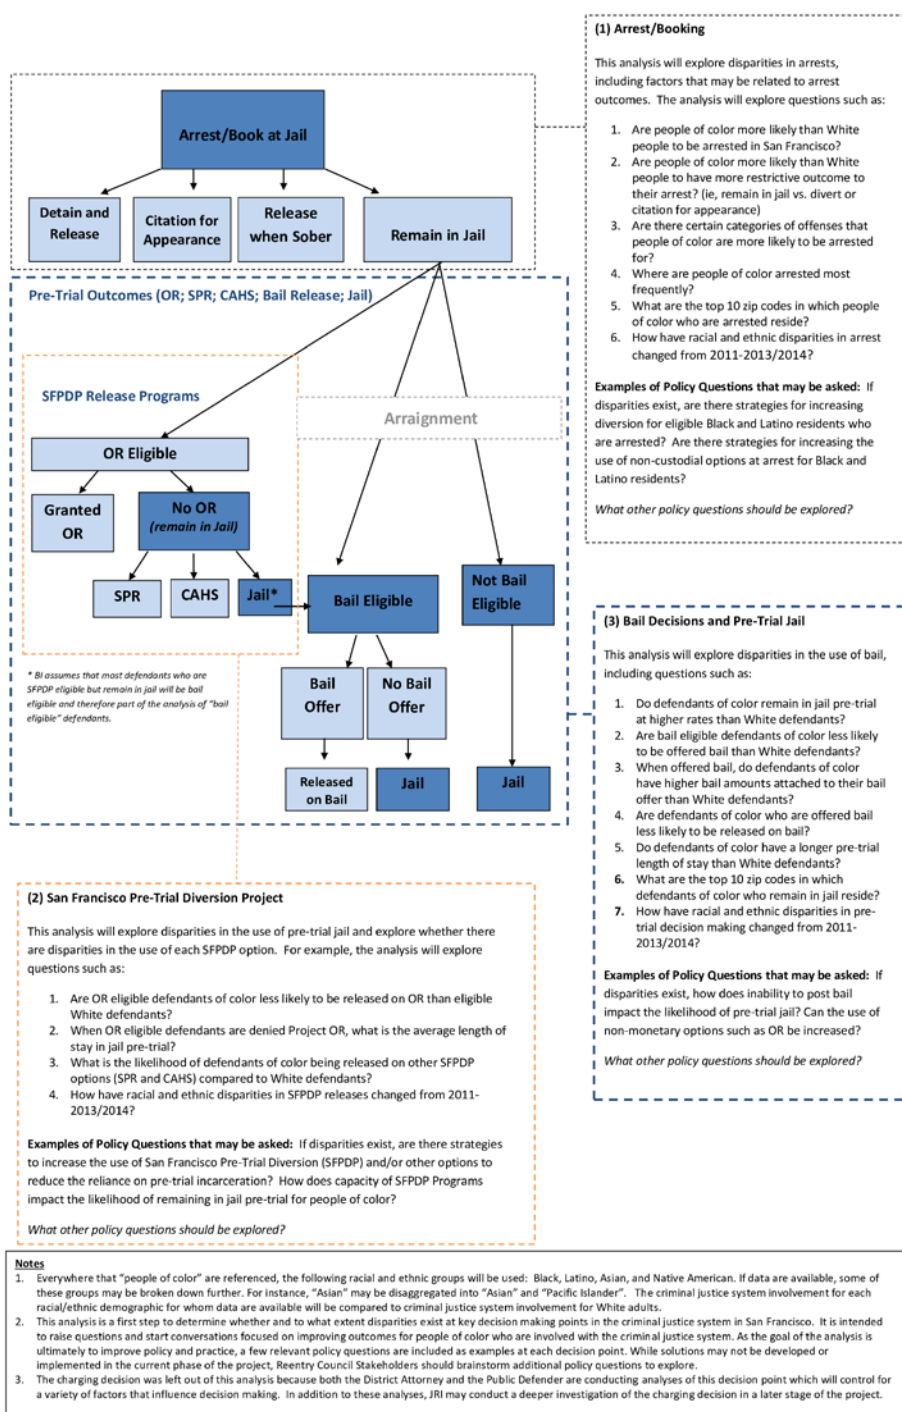 (1) Arrest/Booking
This analysis will explore disparities in arrests,
including factors that may be related to arrest
outcomes. The analysis will explore questions such as:
1. Are people of color more likely than White
people to be arrested in San Francisco?
2. Are people of color more likely than White
people to have more restrictive outcome to
their arrest? (ie, remain in jail vs. divert or
citation for appearance)
3. Are there certain categories of offenses that
people of color are more likely to be arrested
for?
4. Where are people of color arrested most
frequently?
5. What are the top 10 zip codes in which people
of color who are arrested reside?
6. How have racial and ethnic disparities in arrest
changed from 2011-2013/2014?
Examples of Policy Questions that may be asked: If
disparities exist, are there strategies for increasing
diversion for eligible Black and Latino residents who
are arrested? Are there strategies for increasing the
use of non-custodial options at arrest for Black and
Latino residents?
What other policy questions should be explored?
Arrest/Book at Jail
Detain and
Release
Citation for
Appearance
Release
when Sober
Remain in Jail
Pre-Trial Outcomes (OR; SPR; CAHS; Bail Release; Jail)
SFPDP Release Programs
Arraignment
OR Eligible
Granted
OR
No OR
(remain in Jail)
SPR
CAHS
Jail*
Bail Eligible
Not Bail
Eligible
* BI assumes that most defendants who are
SFPDP eligible but remain in jail will be bail
eligible and therefore part of the analysis of "bail
eligible" defendants.
Bail
Offer
No Bail
Offer
Released
on Bail
Jail
Jail
(3) Bail Decisions and Pre-Trial Jail
This analysis will explore disparities in the use of bail,
including questions such as:
1. Do defendants of color remain in jail pre-trial
at higher rates than White defendants?
2. Are bail eligible defendants of color less likely
to be offered bail than White defendants?
3. When offered bail, do defendants of color
have higher bail amounts attached to their bail
offer than White defendants?
4. Are defendants of color who are offered bail
less likely to be released on bail?
5. Do defendants of color have a longer pre-trial
length of stay than White defendants?
6. What are the top 10 zip codes in which
defendants of color who remain in jail reside?
7. How have racial and ethnic disparities in pre-
trial decision making changed from 2011-
2013/2014?
Examples of Policy Questions that may be asked: If
disparities exist, how does inability to post bail
impact the likelihood of pre-trial jail? Can the use of
non-monetary options such as OR be increased?
What other policy questions should be explored?
(2) San Francisco Pre-Trial Diversion Project
This analysis will explore disparities in the use of pre-trial jail and explore whether there
are disparities in the use of each SFPDP option. For example, the analysis will explore
questions such as:
1. Are OR eligible defendants of color less likely to be released on OR than eligible
White defendants?
2. When OR eligible defendants are denied Project OR, what is the average length of
stay in jail pre-trial?
3. What is the likelihood of defendants of color being released on other SFPDP
options (SPR and CAHS) compared to White defendants?
4. How have racial and ethnic disparities in SFPDP releases changed from 2011-
2013/2014?
Examples of Policy Questions that may be asked: If disparities exist, are there strategies
to increase the use of San Francisco Pre-Trial Diversion (SFPDP) and/or other options to
reduce the reliance on pre-trial incarceration? How does capacity of SFPDP Programs
impact the likelihood of remaining in jail pre-trial for people of color?
What other policy questions should be explored?
Notes
1. Everywhere that "people of color" are referenced, the following racial and ethnic groups will be used: Black, Latino, Asian, and Native American. If data are available, some of
these groups may be broken down further. For instance, "Asian" may be disaggregated into "Asian" and "Pacific Islander". The criminal justice system involvement for each
racial/ethnic demographic for whom data are available will be compared to criminal justice system involvement for White adults.
2. This analysis is a first step to determine whether and to what extent disparities exist at key decision making points in the criminal justice system in San Francisco. It is intended
to raise questions and start conversations focused on improving outcomes for people of color who are involved with the criminal justice system. As the goal of the analysis is
ultimately to improve policy and practice, a few relevant policy questions are included as examples at each decision point. While solutions may not be developed or
implemented in the current phase of the project, Reentry Council Stakeholders should brainstorm additional policy questions to explore.
3. The charging decision was left out of this analysis because both the District Attorney and the Public Defender are conducting analyses of this decision point which will control for
a variety of factors that influence decision making. In addition to these analyses, JRI may conduct a deeper investigation of the charging decision in a later stage of the project.